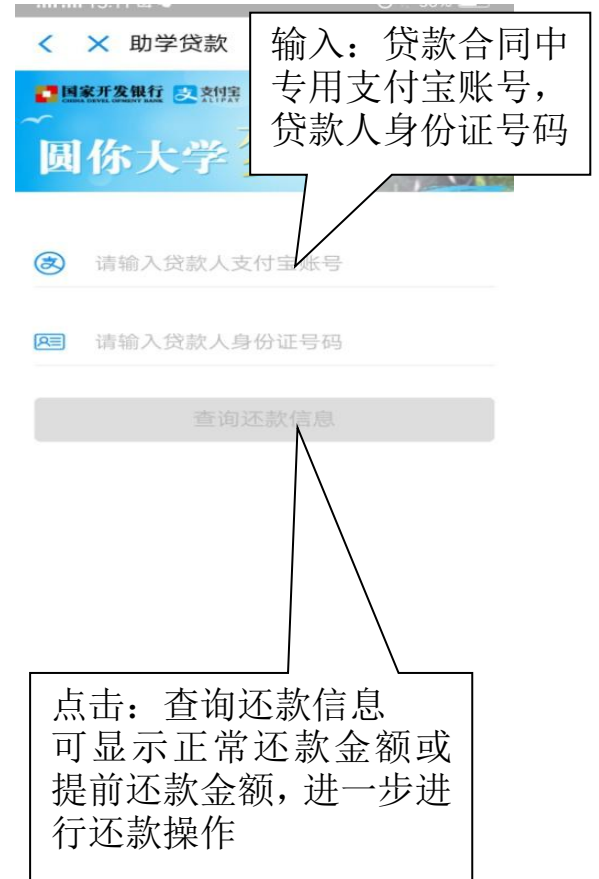 助学贷款
输入：贷款合同中
专用支付宝账号，
贷款人身份证号码
国家开发银行 支付宝
CHINA DEVELOPMENT BANK ALIPAY
圆你大学
请输入贷款人支付宝账号
请输入贷款人身份证号码
查询还款信息
点击：查询还款信息
可显示正常还款金额或
提前还款金额，进一步进
行还款操作